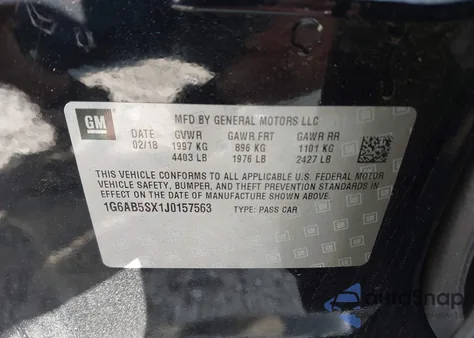 GM
MFD BY GENERAL MOTORS LLC
DATE GVWR GAWR FRT GAWR RR
02/18 1997 KG 896 KG 1101 KG
4403 LB 1976 LB 2427 LB
THIS VEHICLE CONFORMS TO ALL APPLICABLE U.S. FEDERAL MOTOR
VEHICLE SAFETY, BUMPER, AND THEFT PREVENTION STANDARDS IN
EFFECT ON THE DATE OF MANUFACTURE SHOWN ABOVE.
1G6AB5SX1J0157563 TYPE: PASS CAR
AutoSnap